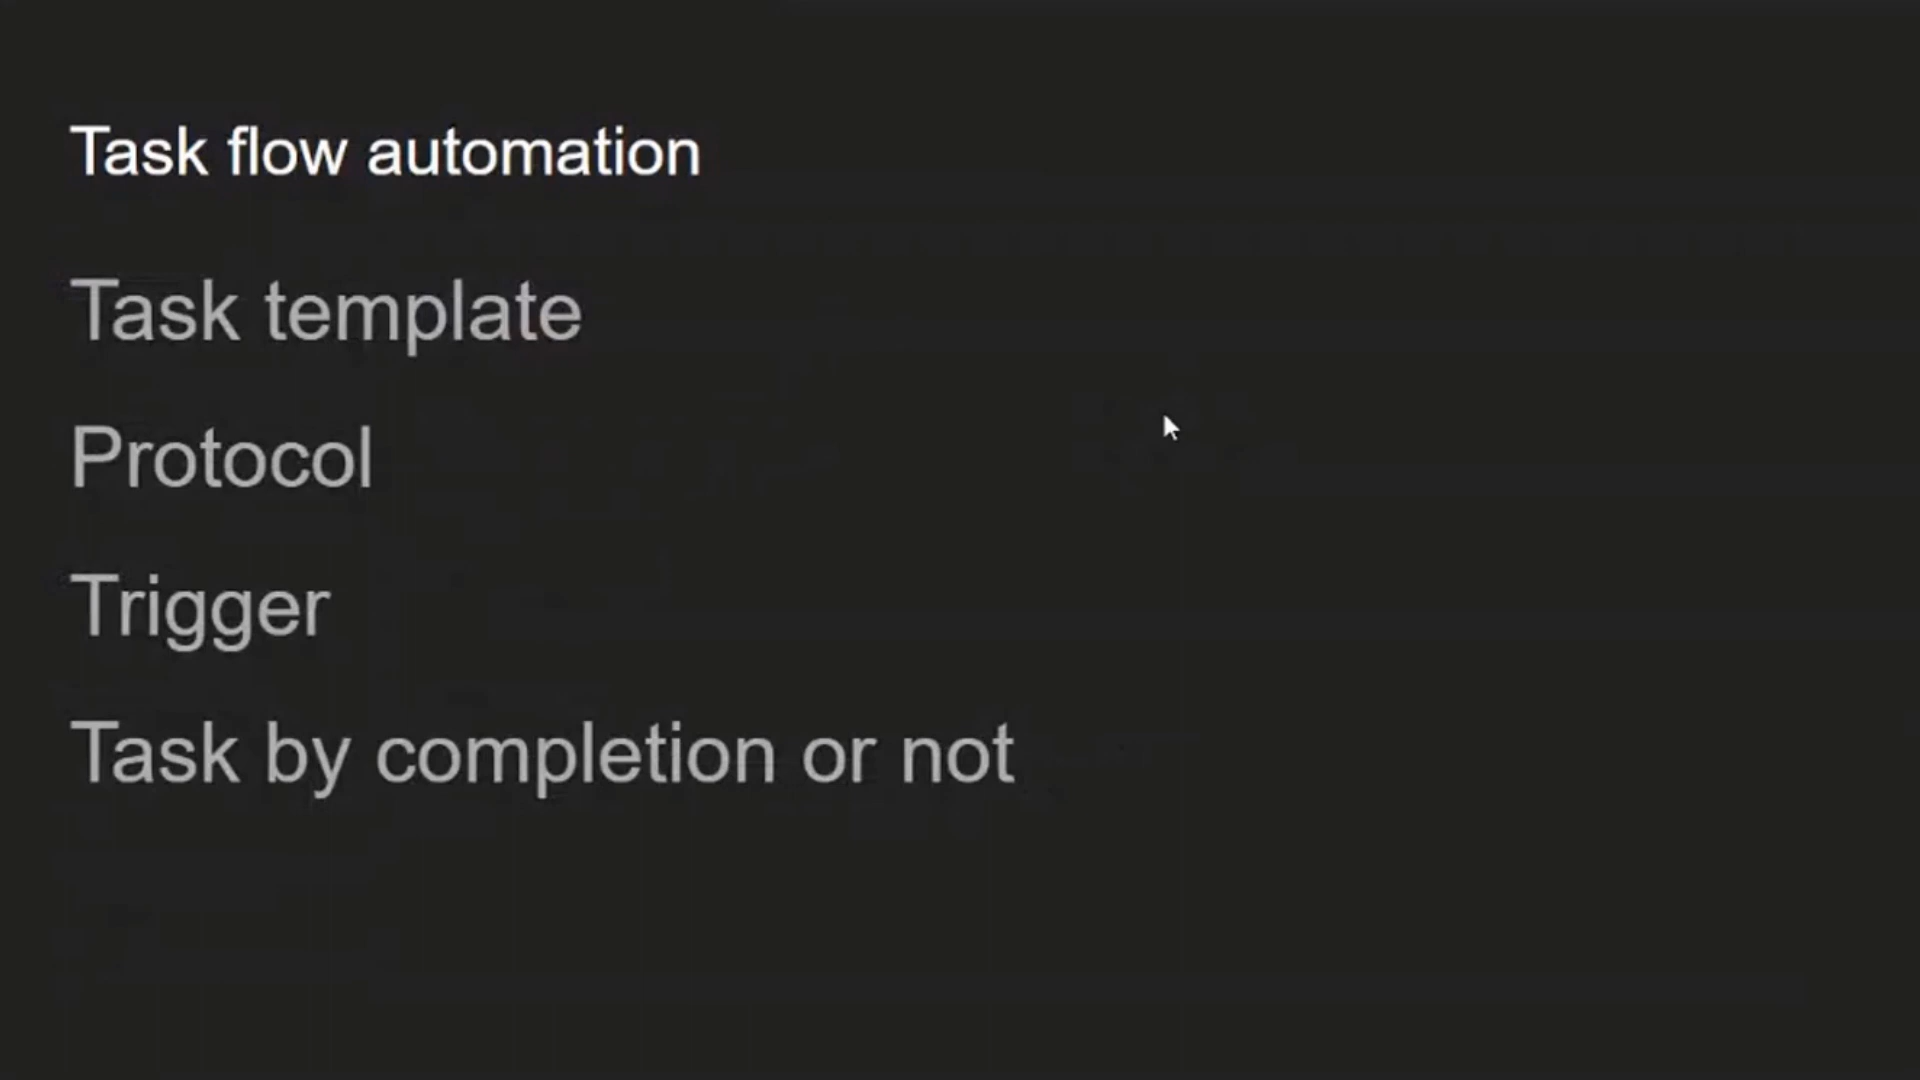 Task flow automation
Task template
Protocol
Trigger
Task by completion or not